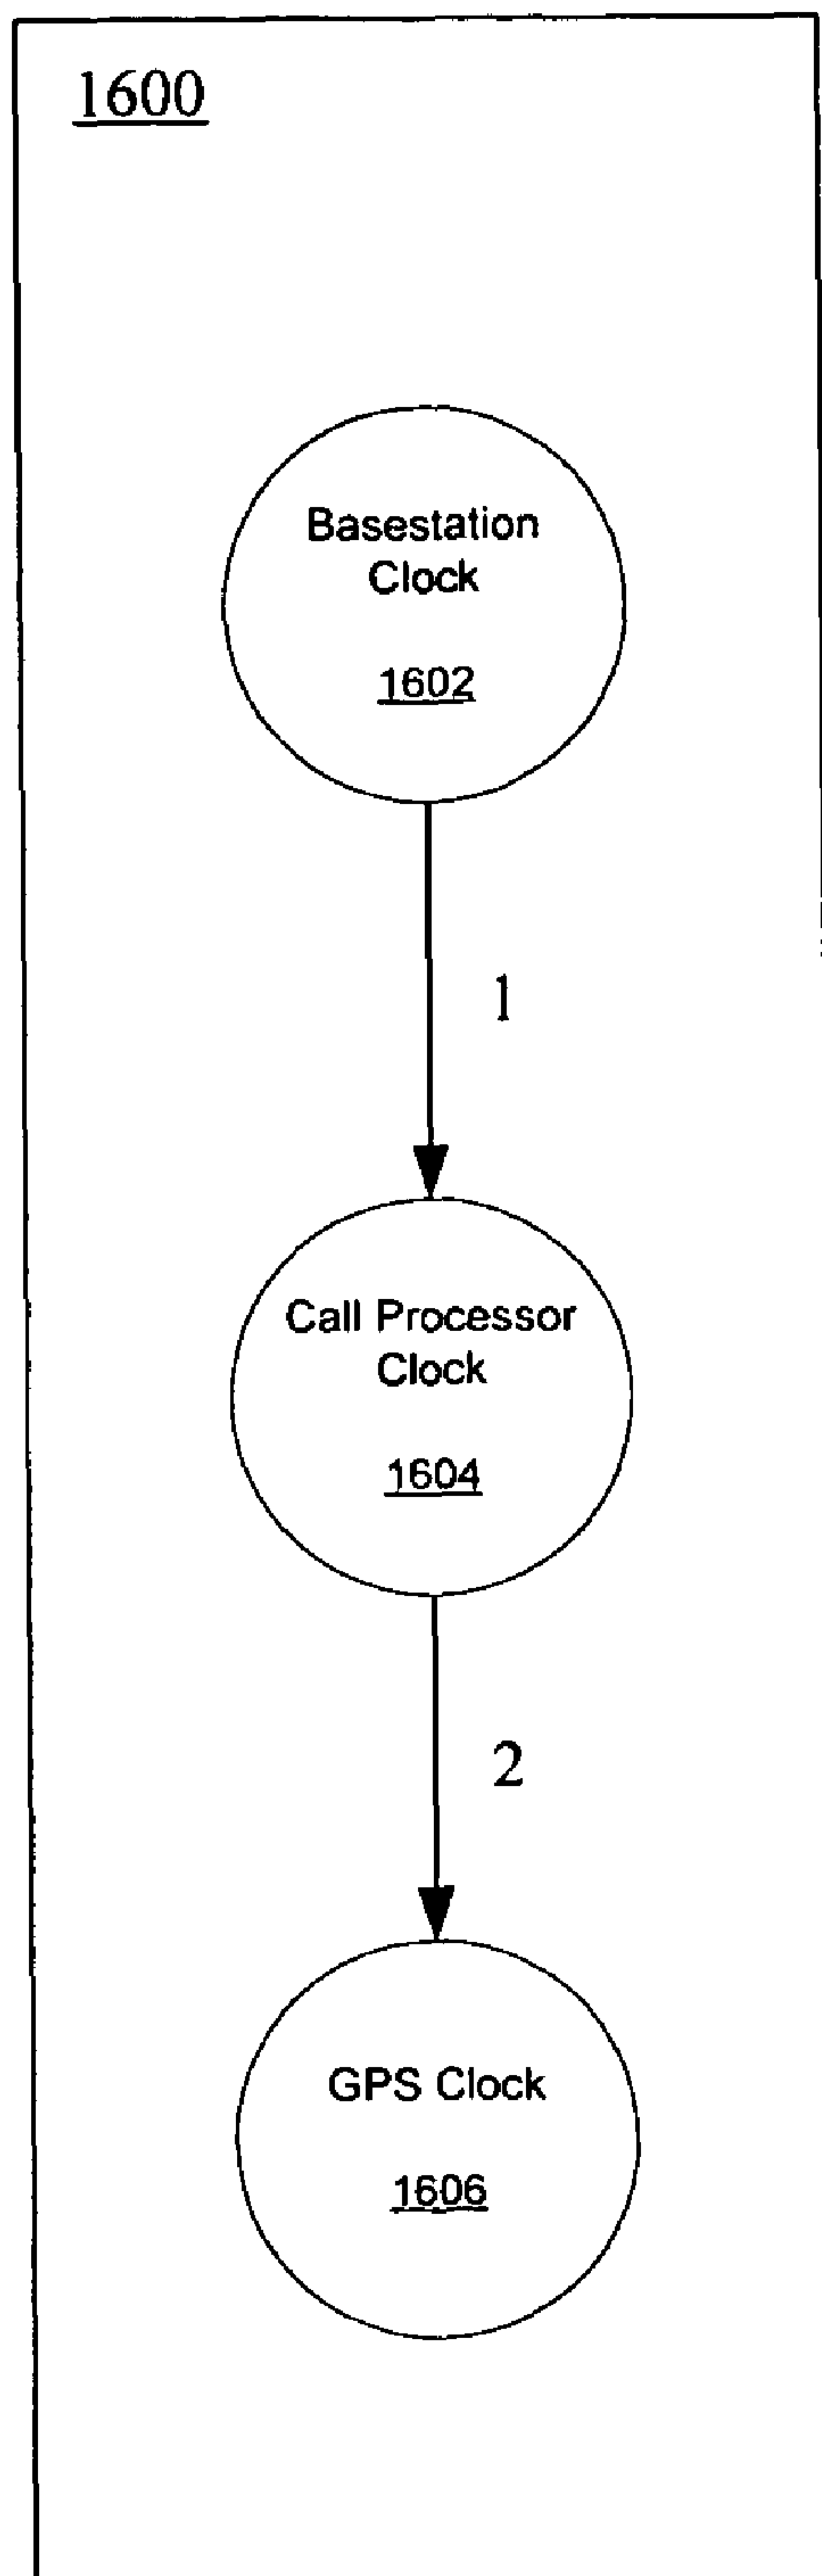 1600
Basestation
Clock
1602
1
Call Processor
Clock
1604
2
GPS Clock
1606